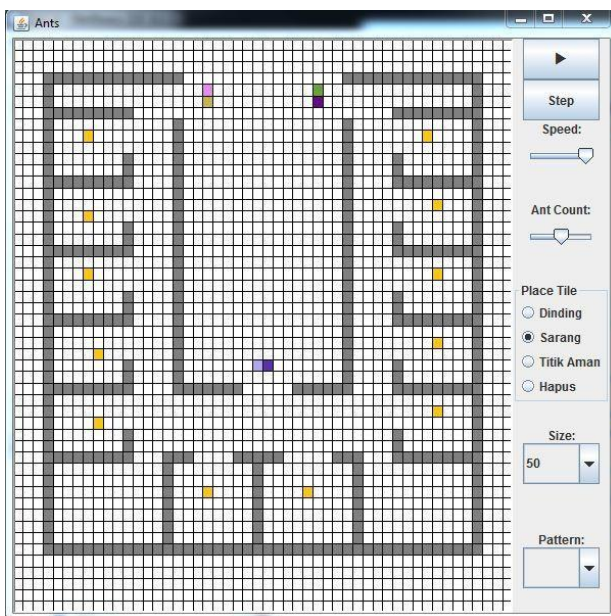 Ants
Step
Speed:
Ant Count:
Place Tile
Dinding
Sarang
Titik Aman
Hapus
Size:
50
Pattern: